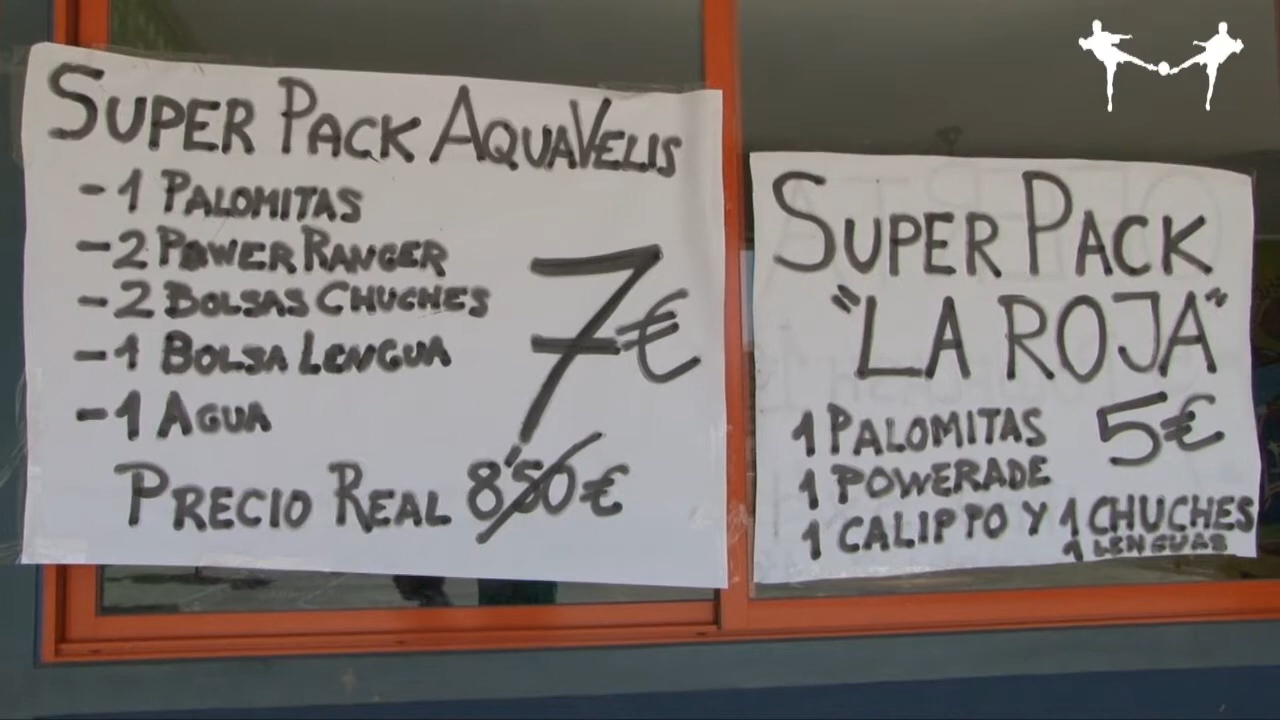 SUPER PACK AQUAVELIS
- 1 PALOMITAS
- 2 POWER RANGER
- 2 BOLSAS CHUCHES
- 1 BOLSA LENGUA
- 1 AGUA
7€
PRECIO REAL 8'50€
SUPER PACK
"LA ROJA"
1 PALOMITAS 5€
1 POWERADE
1 CALIPPO Y 1 CHUCHES
1 LENGUAS